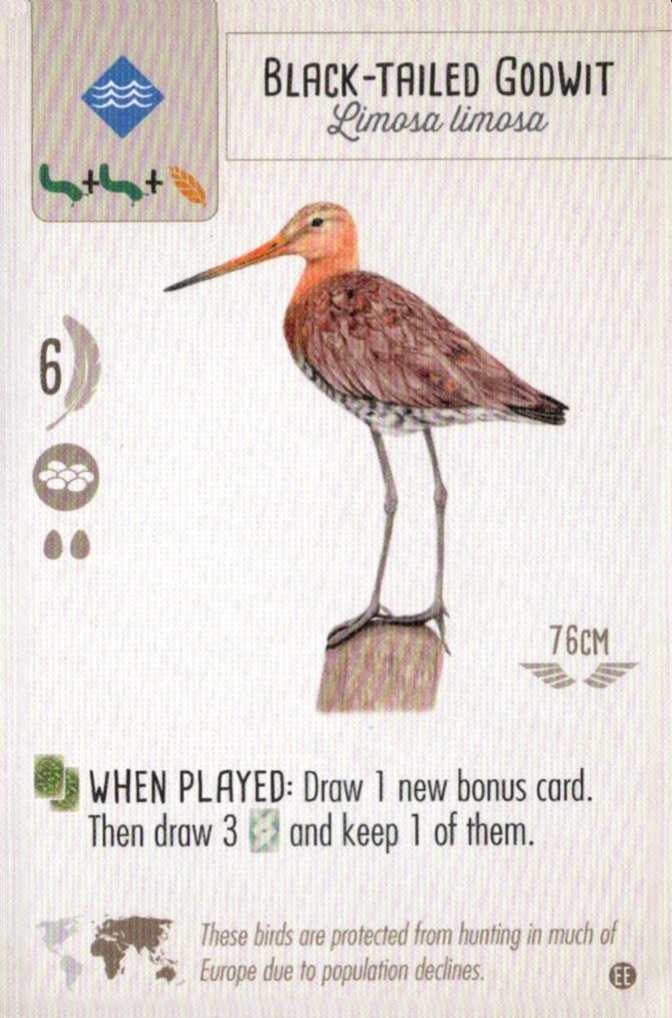 BLACK-TAILED GODWIT
Limosa limosa
+ +
6
76CM
WHEN PLAYED: Draw 1 new bonus card.
Then draw 3 and keep 1 of them.
These birds are protected from hunting in much of
Europe due to population declines.
EE